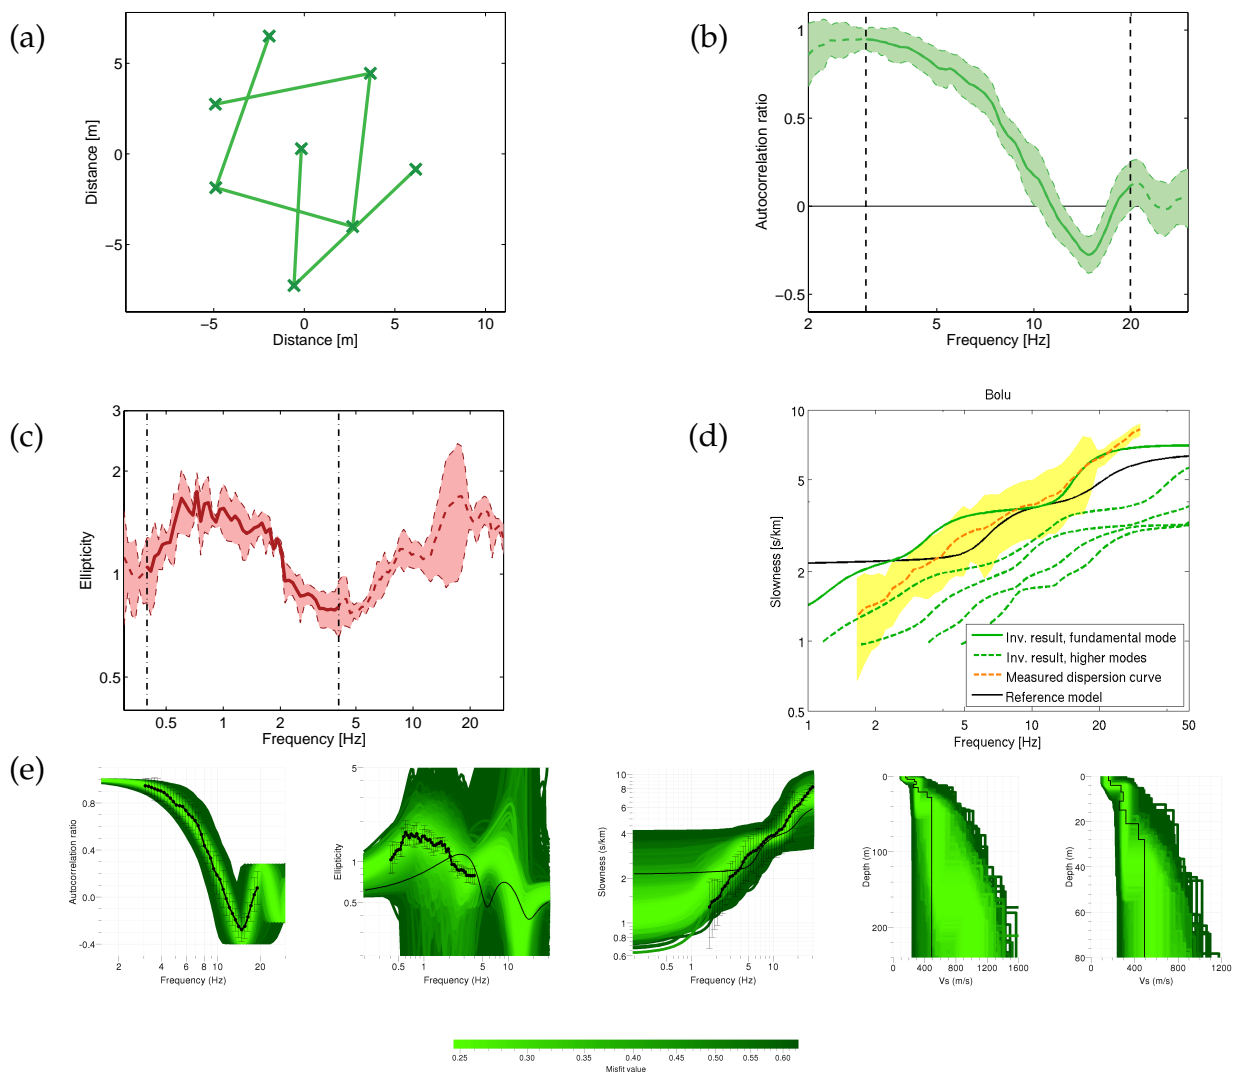 (a)
5
0
−5
Distance [m]
−5 0 5 10
Distance [m]
(b)
1
0.5
0
−0.5
Autocorrelation ratio
2 5 10 20
Frequency [Hz]
(c)
3
2
1
0.5
Ellipticity
0.5 1 2 5 10 20
Frequency [Hz]
(d)
Bolu
10
5
2
1
0.5
Slowness [s/km]
Inv. result, fundamental mode
Inv. result, higher modes
Measured dispersion curve
Reference model
1 2 5 10 20 50
Frequency [Hz]
(e)
0.8
0.4
0.0
-0.4
Autocorrelation ratio
2 4 6 8 10 20
Frequency (Hz)
5
2
1
0.5
Ellipticity
0.5 1 5 10
Frequency (Hz)
10
8
6
4
2
1
0.8
0.6
Slowness (s/km)
0.4 0.6 1 2 4 6 10 20
Frequency (Hz)
0
100
200
Depth (m)
0 400 800 1200 1600
Vs (m/s)
0
20
40
60
80
Depth (m)
0 400 800 1200
Vs (m/s)
0.25 0.30 0.35 0.40 0.45 0.50 0.60
Misfit value